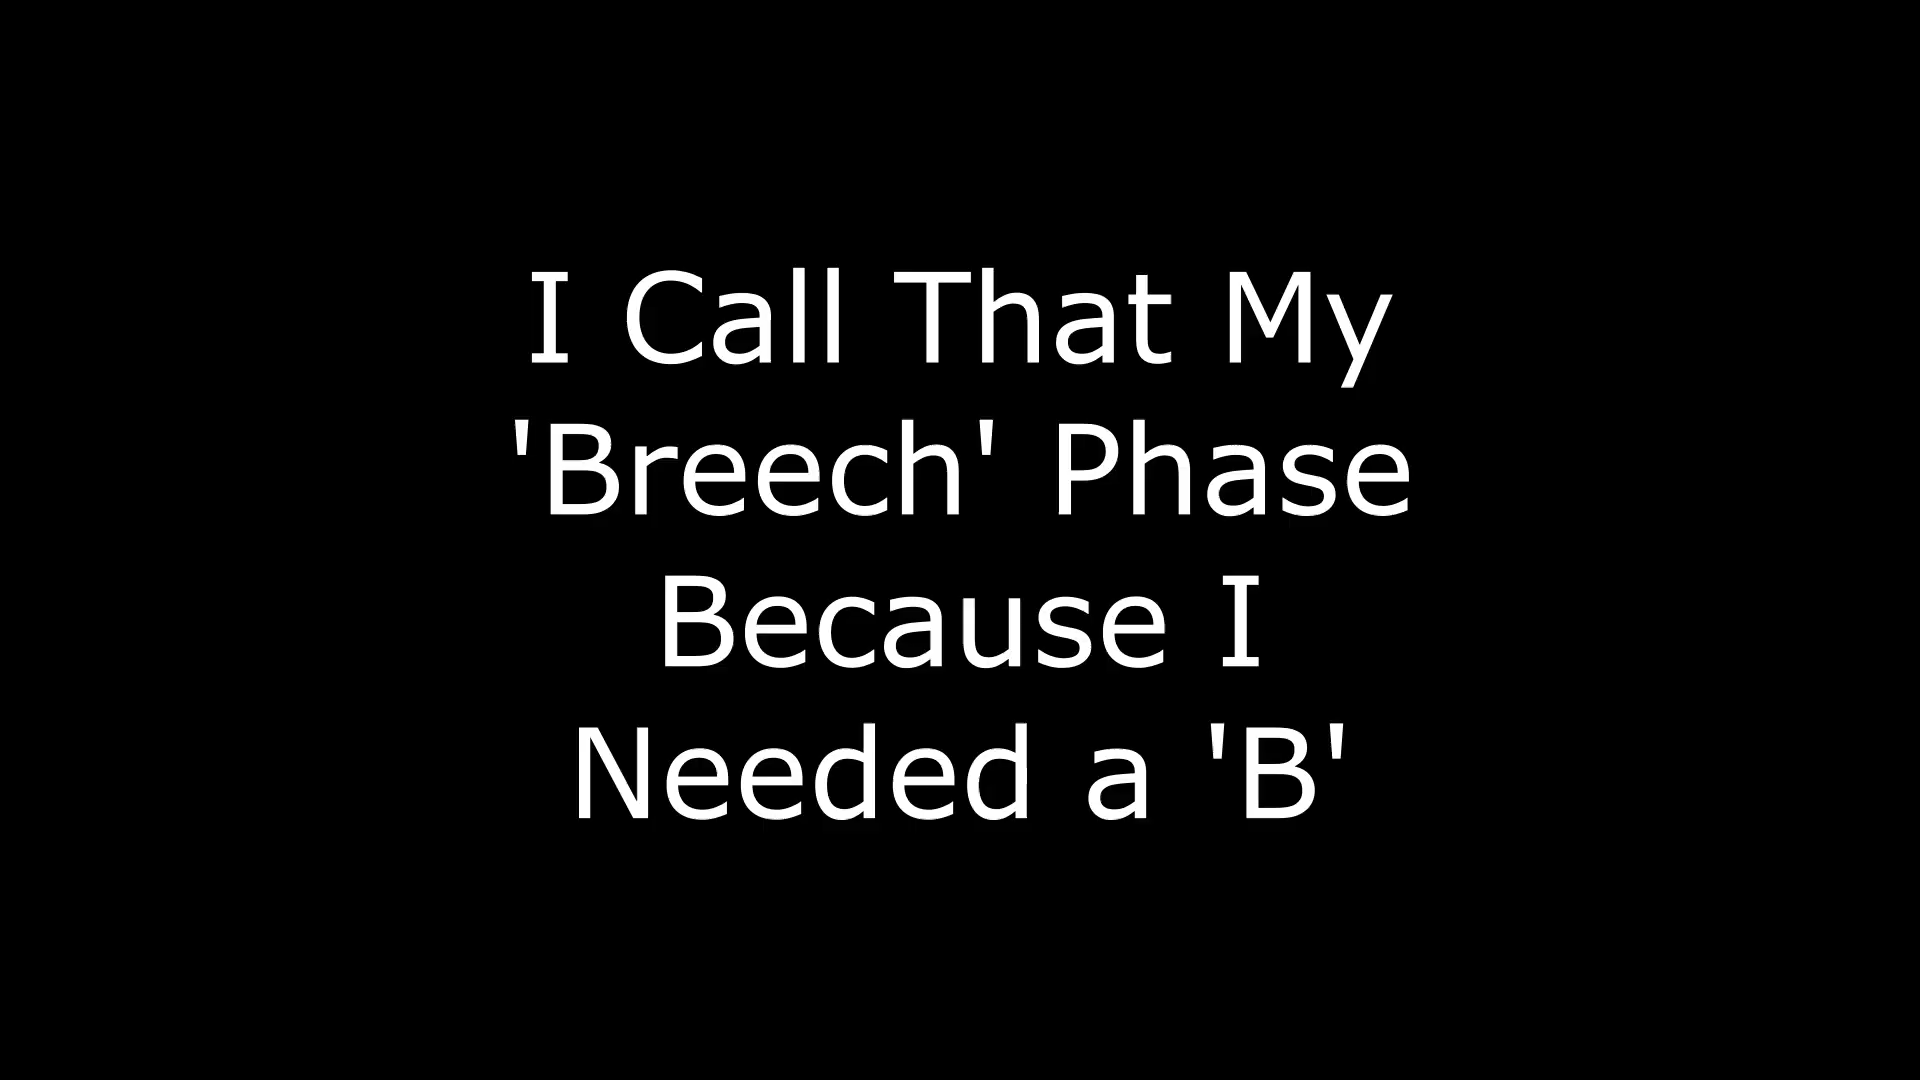 I Call That My
'Breech' Phase
Because I
Needed a 'B'